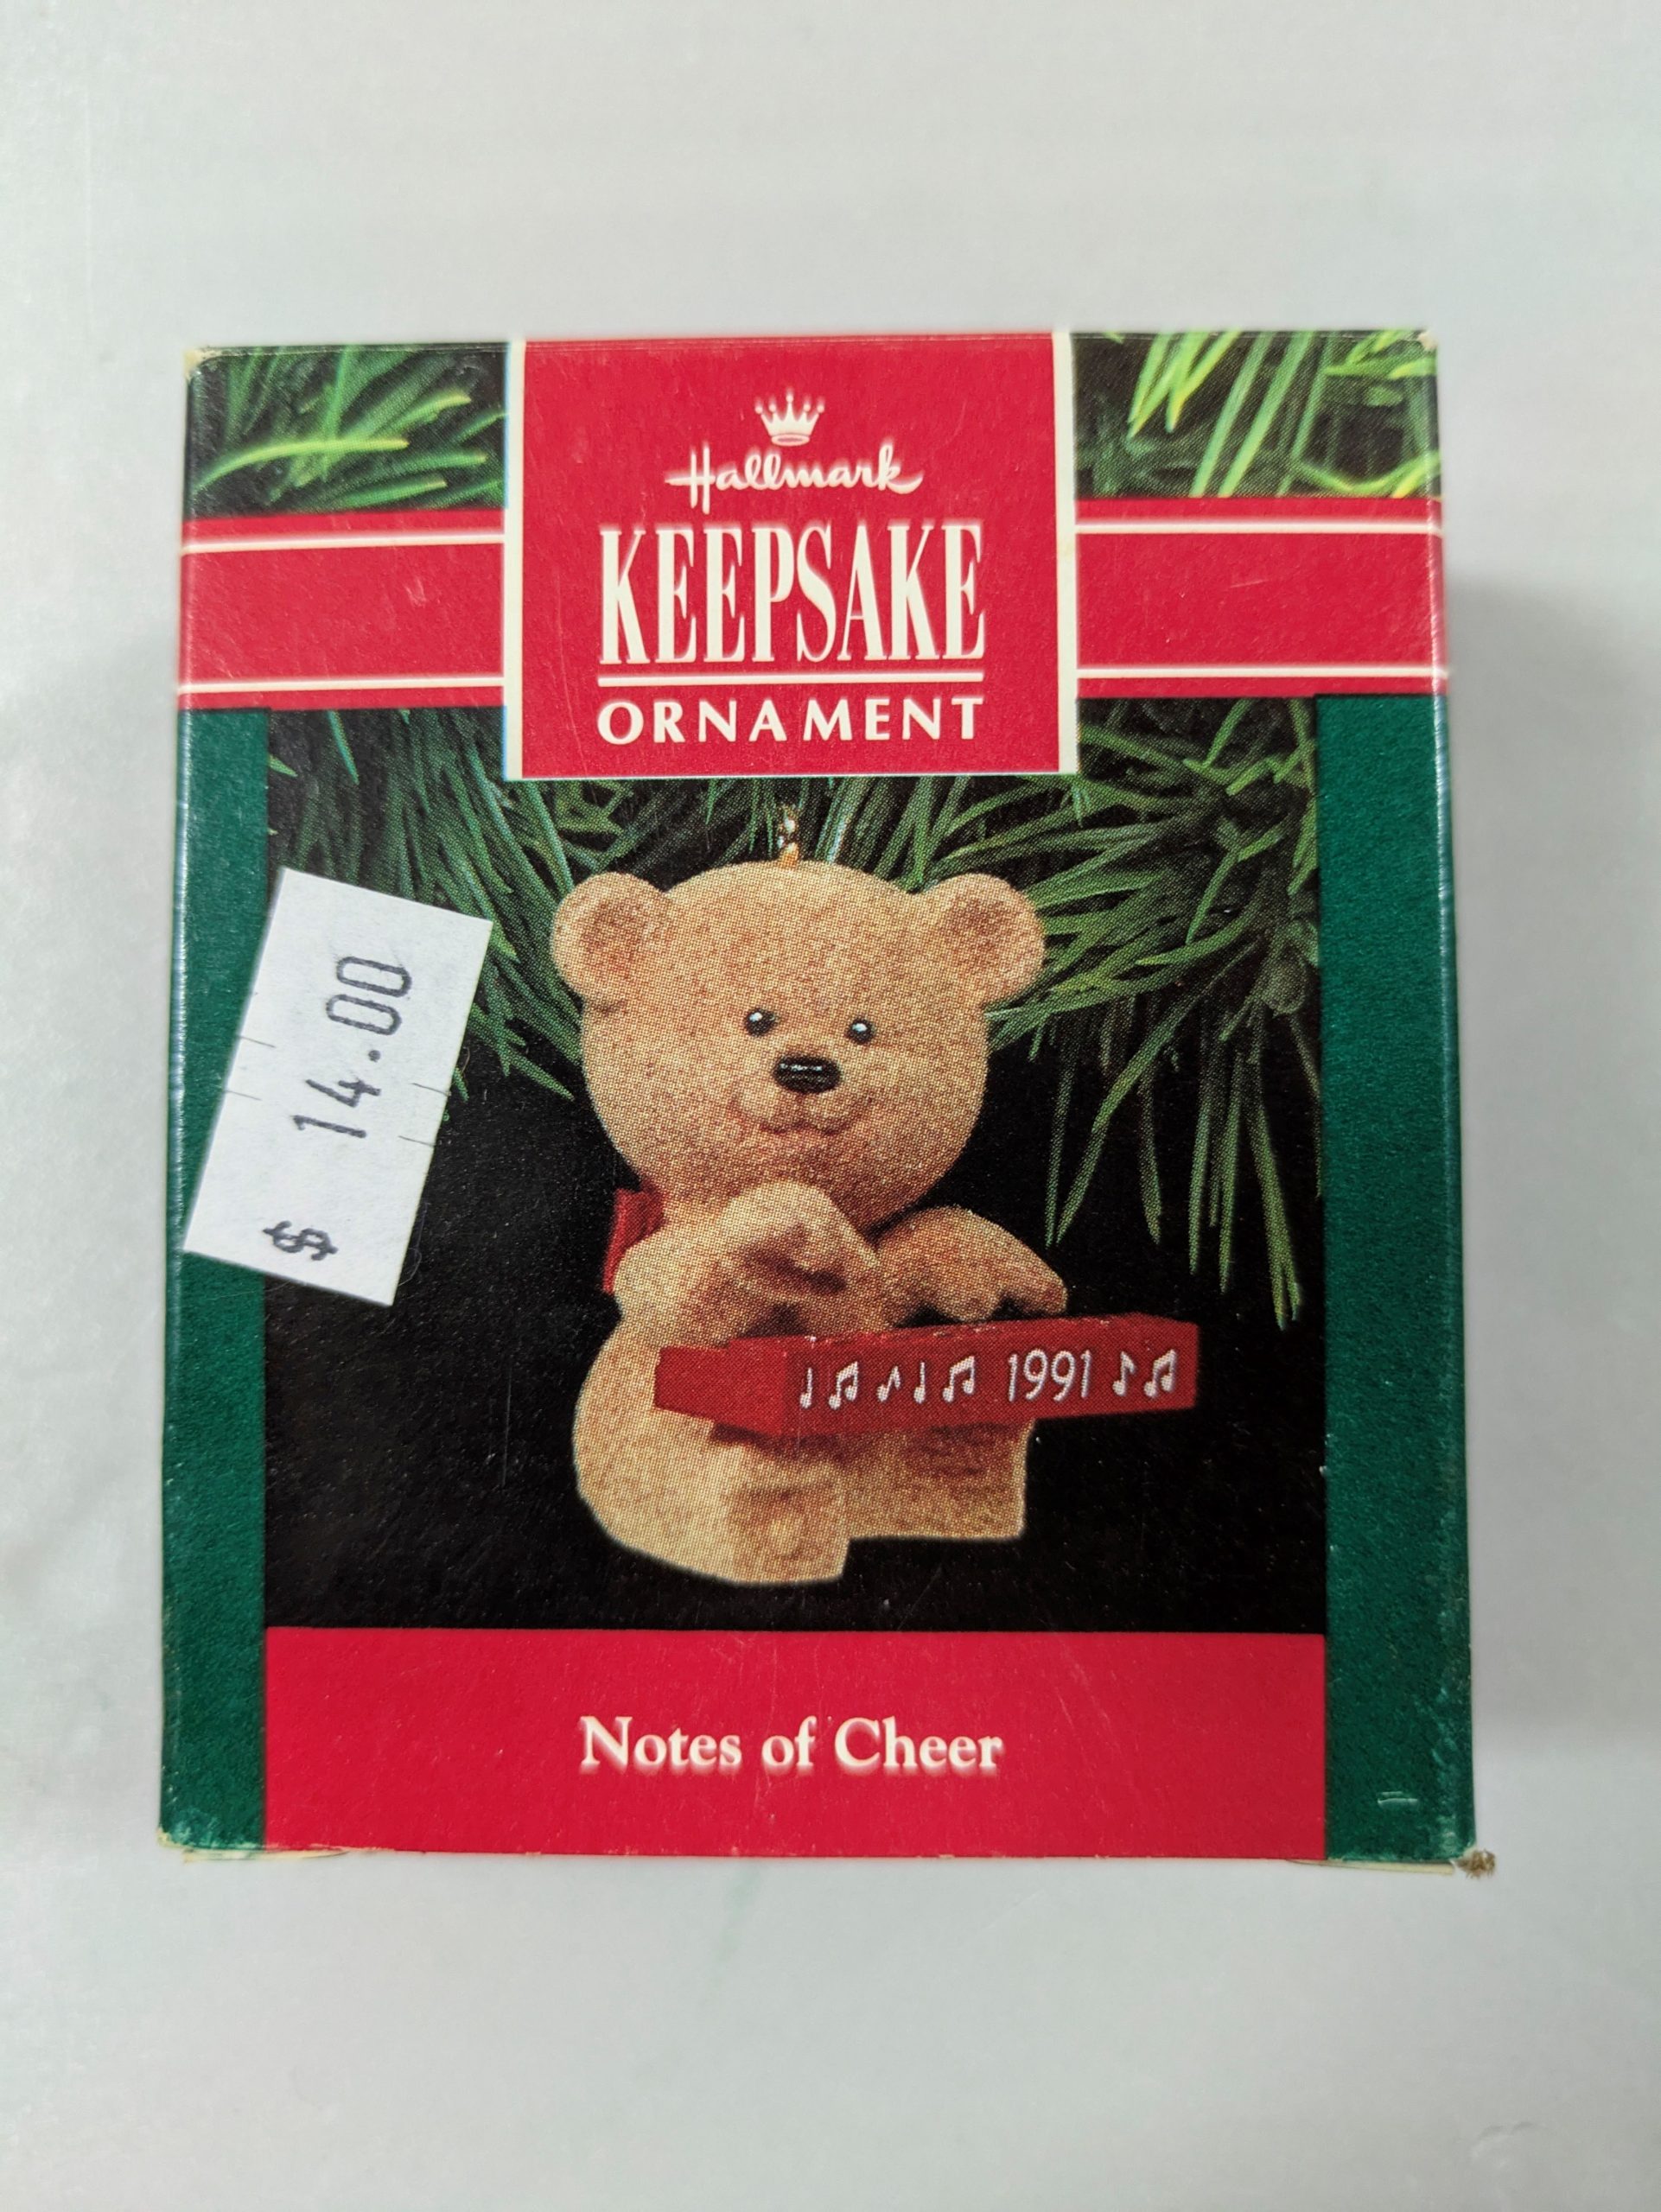 Hallmark
KEEPSAKE
ORNAMENT
$ 14.00
1991
Notes of Cheer